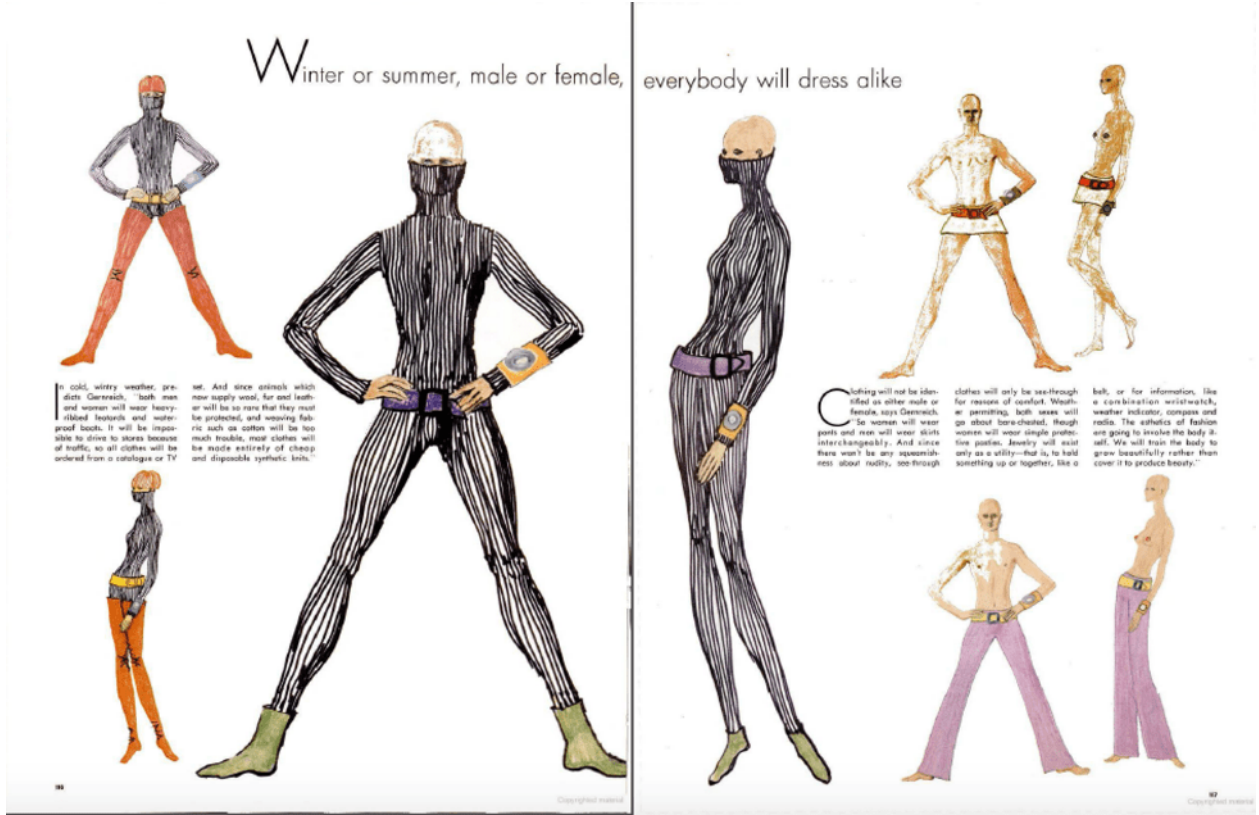 Winter or summer, male or female, everybody will dress alike
In cold, wintry weather, pre-
dicts Gernreich, "both men
and women will wear heavy-
ribbed leotards and water-
proof boots. It will be impos-
sible to drive to stores because
of traffic, so all clothes will be
ordered from a catalogue or TV
set. And since animals which
now supply wool, fur and leath-
er will be so rare that they must
be protected, and weaving fab-
ric such as cotton will be too
much trouble, most clothes will
be made entirely of cheap
and disposable synthetic knits."
Clothing will not be iden-
tified as either male or
female, says Gernreich.
"So women will wear
pants and men will wear skirts
interchangeably. And since
there won't be any squeamish-
ness about nudity, see-through
clothes will only be see-through
for reasons of comfort. Weath-
er permitting, both sexes will
go about bare-chested, though
women will wear simple protec-
tive pasties. Jewelry will exist
only as a utility—that is, to hold
something up or together, like a
belt, or for information, like
a combination wristwatch,
weather indicator, compass and
radio. The esthetics of fashion
are going to involve the body it-
self. We will train the body to
grow beautifully rather than
cover it to produce beauty."
Copyrighted material
117
Copyrighted material